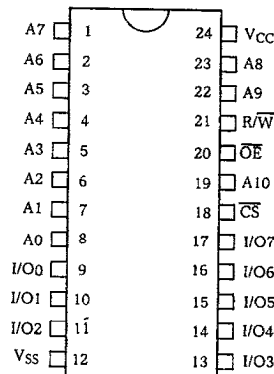 A7 1 24 VCC
A6 2 23 A8
A5 3 22 A9
A4 4 21 R/W̅
A3 5 20 O̅E̅
A2 6 19 A10
A1 7 18 C̅S̅
A0 8 17 I/O7
I/O0 9 16 I/O6
I/O1 10 15 I/O5
I/O2 11 14 I/O4
VSS 12 13 I/O3